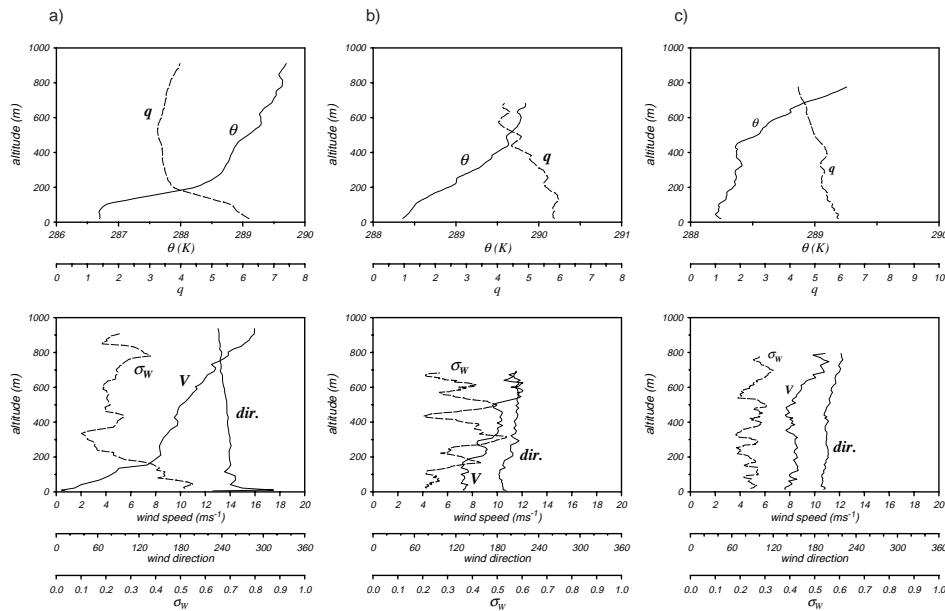 a) b) c)
1000 1000 1000
800 800 800
600 600 600
400 400 400
200 200 200
0 0 0
altitude (m) altitude (m) altitude (m)
q θ θ q θ q
286 287 288 289 290 288 289 290 291 288 289 290
θ (K) θ (K) θ (K)
0 1 2 3 4 5 6 7 8 0 1 2 3 4 5 6 7 8 0 1 2 3 4 5 6 7 8 9 10
q q q
1000 1000 1000
800 800 800
600 600 600
400 400 400
200 200 200
0 0 0
altitude (m) altitude (m) altitude (m)
σW V dir. σW V dir. σW V dir.
0 2 4 6 8 10 12 14 16 18 20 0 2 4 6 8 10 12 14 16 18 20 0 2 4 6 8 10 12 14 16 18 20
wind speed (ms-1) wind speed (ms-1) wind speed (ms-1)
0 60 120 180 240 300 360 0 60 120 180 240 300 360 0 60 120 180 240 300 360
wind direction wind direction wind direction
0.0 0.1 0.2 0.3 0.4 0.5 0.6 0.7 0.8 0.9 1.0 0.0 0.1 0.2 0.3 0.4 0.5 0.6 0.7 0.8 0.9 1.0 0.0 0.1 0.2 0.3 0.4 0.5 0.6 0.7 0.8 0.9 1.0
σW σW σW